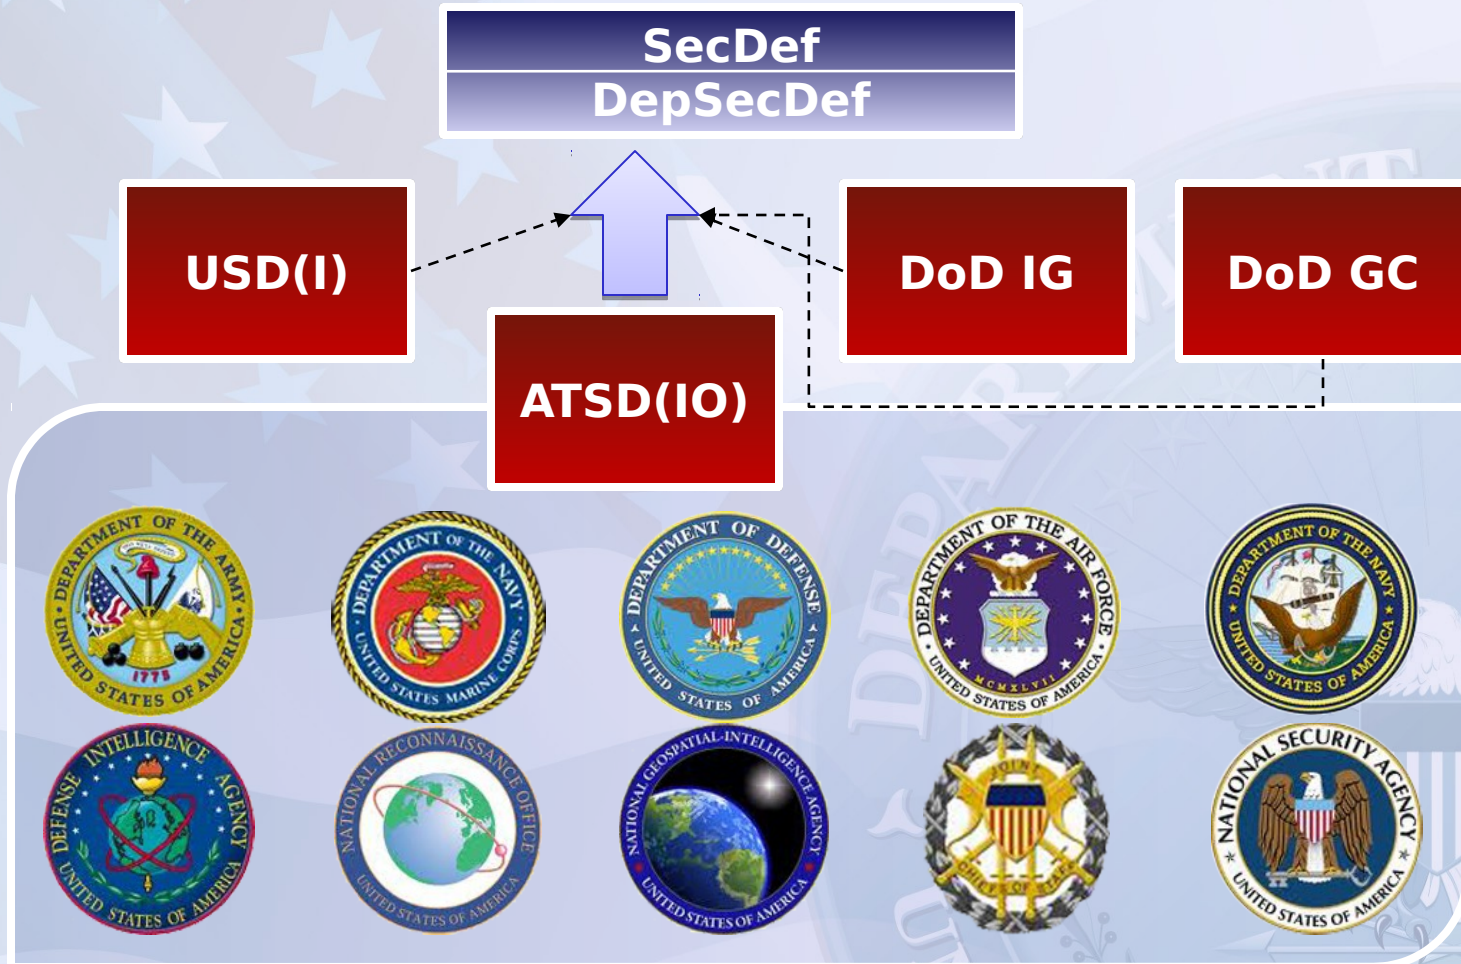 SecDef
DepSecDef
USD(I)
DoD IG
DoD GC
ATSD(IO)
DEPARTMENT OF THE ARMY
UNITED STATES OF AMERICA
1775
DEPARTMENT OF THE NAVY
UNITED STATES MARINE CORPS
DEPARTMENT OF DEFENSE
UNITED STATES OF AMERICA
DEPARTMENT OF THE AIR FORCE
MCMXLVII
UNITED STATES OF AMERICA
DEPARTMENT OF THE NAVY
UNITED STATES OF AMERICA
DEFENSE INTELLIGENCE AGENCY
UNITED STATES OF AMERICA
NATIONAL RECONNAISSANCE OFFICE
UNITED STATES OF AMERICA
NATIONAL GEOSPATIAL-INTELLIGENCE AGENCY
UNITED STATES OF AMERICA
JOINT
CHIEFS OF STAFF
NATIONAL SECURITY AGENCY
UNITED STATES OF AMERICA